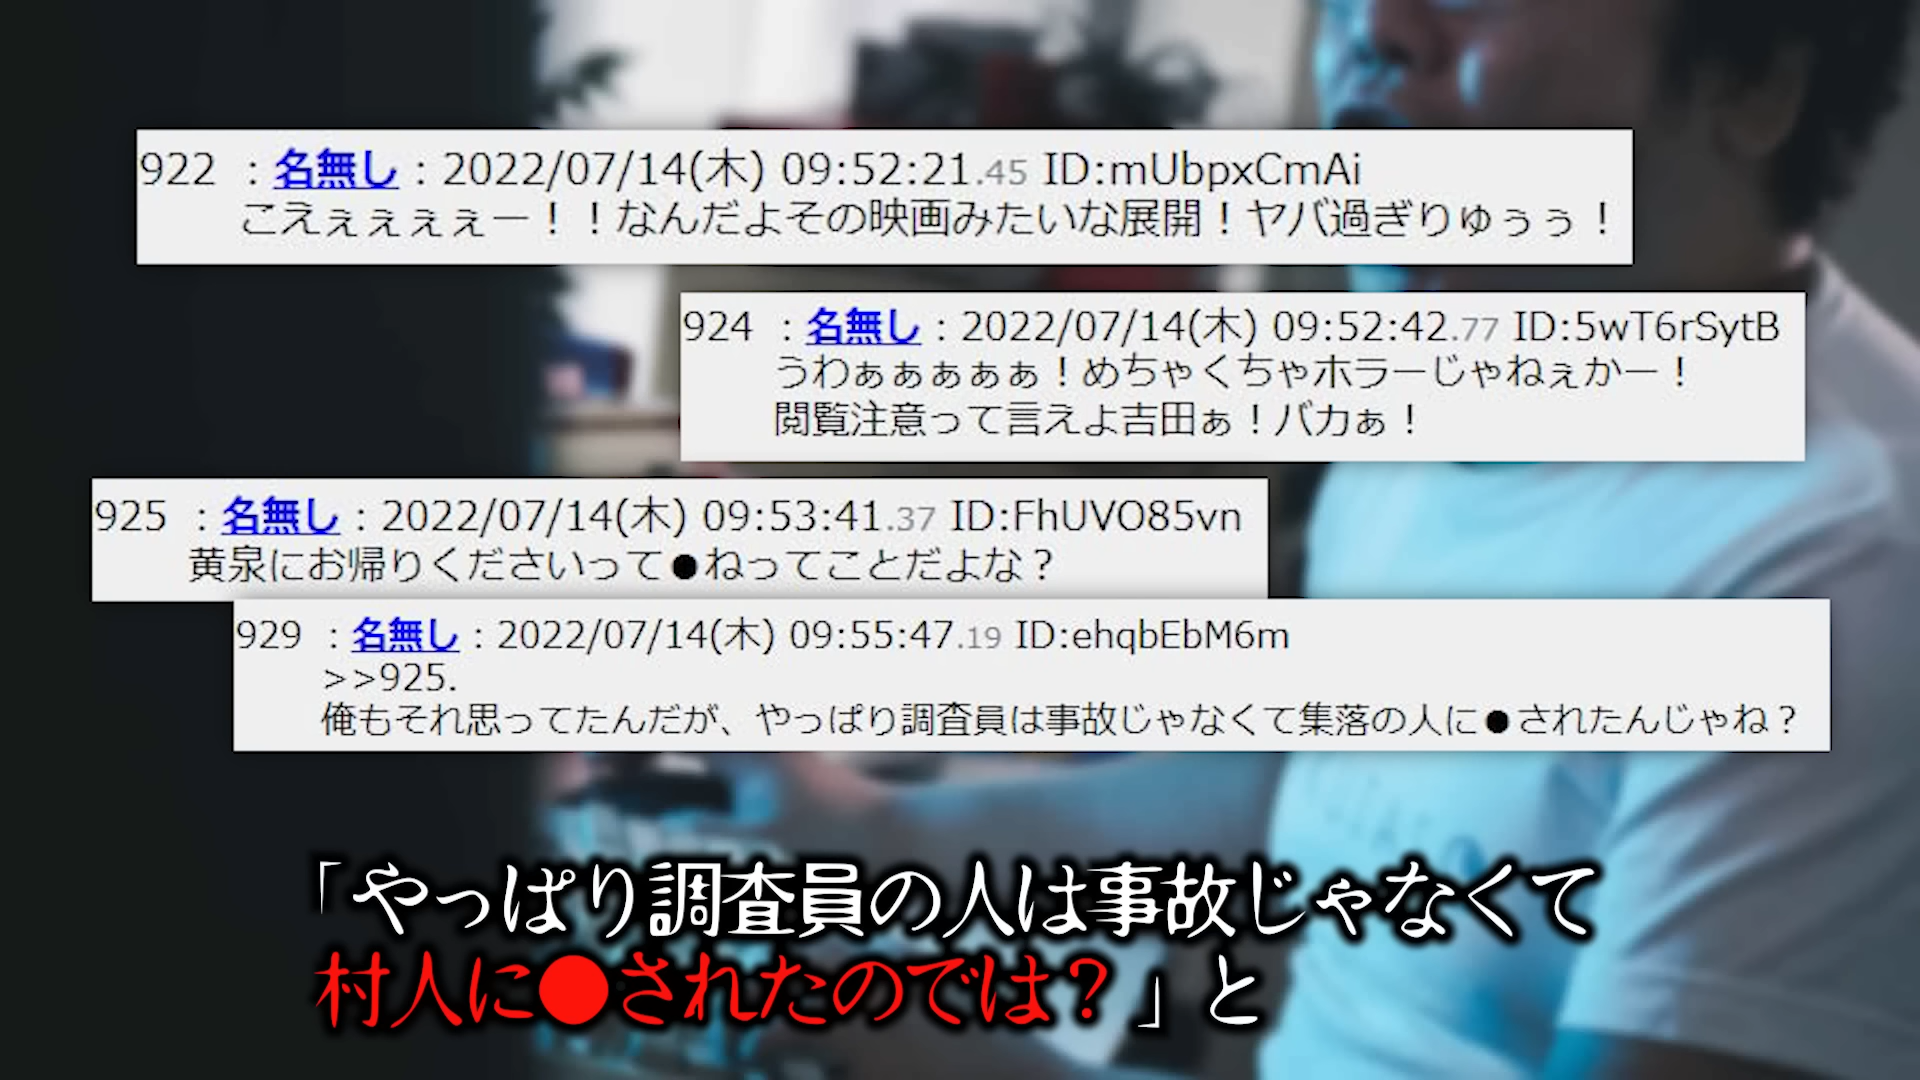 922 ：名無し：2022/07/14(木) 09:52:21.45 ID:mUbpxCmAi
こえぇぇぇぇー！！なんだよその映画みたいな展開！ヤバ過ぎりゅぅぅ！
924 ：名無し：2022/07/14(木) 09:52:42.77 ID:5wT6rSytB
うわぁぁぁぁぁ！めちゃくちゃホラーじゃねぇかー！
閲覧注意って言えよ吉田ぁ！バカぁ！
925 ：名無し：2022/07/14(木) 09:53:41.37 ID:FhUVO85vn
黄泉にお帰りくださいって●ねってことだよな？
929 ：名無し：2022/07/14(木) 09:55:47.19 ID:ehqbEbM6m
>>925.
俺もそれ思ってたんだが、やっぱり調査員は事故じゃなくて集落の人に●されたんじゃね？
「やっぱり調査員の人は事故じゃなくて
村人に●されたのでは？」と